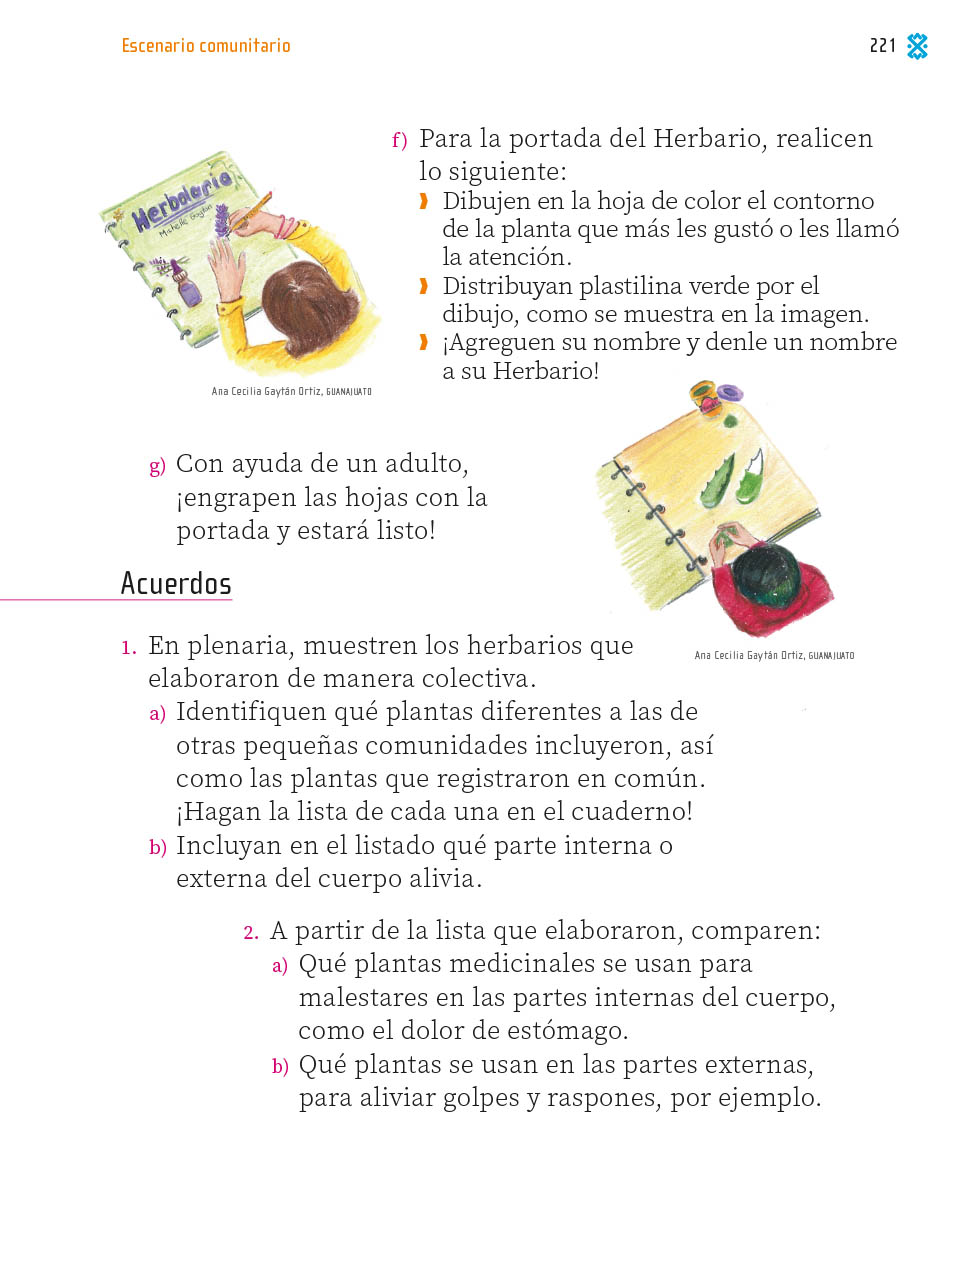 Escenario comunitario
221
f) Para la portada del Herbario, realicen
lo siguiente:
Dibujen en la hoja de color el contorno
de la planta que más les gustó o les llamó
la atención.
Distribuyan plastilina verde por el
dibujo, como se muestra en la imagen.
¡Agreguen su nombre y denle un nombre
a su Herbario!
Herbolaria
Michelle Gaytán
Ana Cecilia Gaytán Ortiz, GUANAJUATO
g) Con ayuda de un adulto,
¡engrapen las hojas con la
portada y estará listo!
Ana Cecilia Gaytán Ortiz, GUANAJUATO
Acuerdos
1. En plenaria, muestren los herbarios que
elaboraron de manera colectiva.
a) Identifiquen qué plantas diferentes a las de
otras pequeñas comunidades incluyeron, así
como las plantas que registraron en común.
¡Hagan la lista de cada una en el cuaderno!
b) Incluyan en el listado qué parte interna o
externa del cuerpo alivia.
2. A partir de la lista que elaboraron, comparen:
a) Qué plantas medicinales se usan para
malestares en las partes internas del cuerpo,
como el dolor de estómago.
b) Qué plantas se usan en las partes externas,
para aliviar golpes y raspones, por ejemplo.